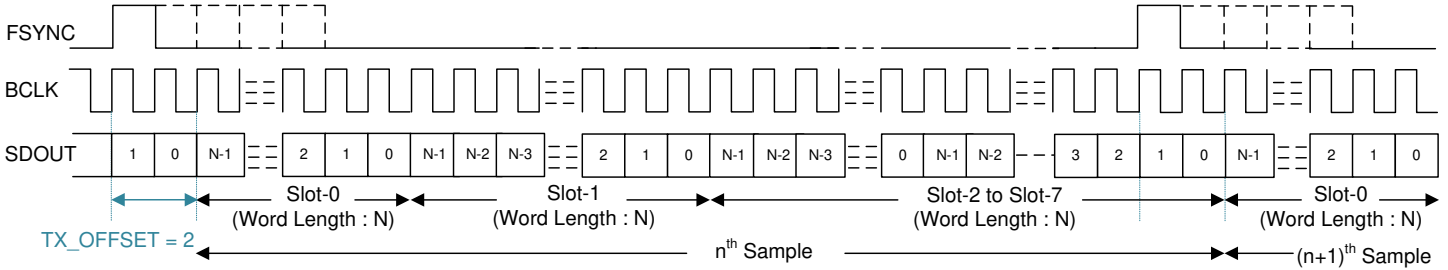 FSYNC
BCLK
SDOUT 1 0 N-1 2 1 0 N-1 N-2 N-3 2 1 0 N-1 N-2 N-3 0 N-1 N-2 3 2 1 0 N-1 2 1 0
Slot-0 Slot-1 Slot-2 to Slot-7 Slot-0
(Word Length : N) (Word Length : N) (Word Length : N) (Word Length : N)
TX_OFFSET = 2
nth Sample (n+1)th Sample